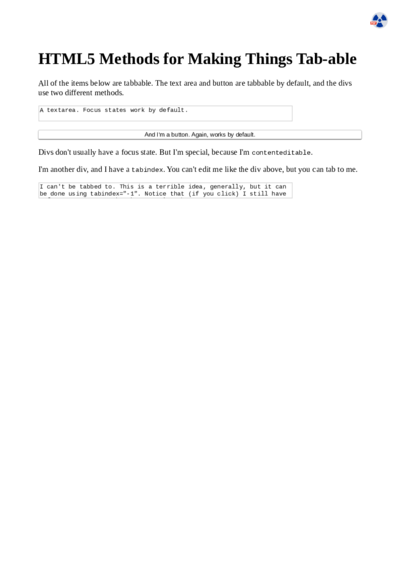 HTML5 Methods for Making Things Tab-able
All of the items below are tabbable. The text area and button are tabbable by default, and the divs
use two different methods.
A textarea. Focus states work by default.
And I'm a button. Again, works by default.
Divs don't usually have a focus state. But I'm special, because I'm contenteditable.
I'm another div, and I have a tabindex. You can't edit me like the div above, but you can tab to me.
I can't be tabbed to. This is a terrible idea, generally, but it can
be done using tabindex="-1". Notice that (if you click) I still have